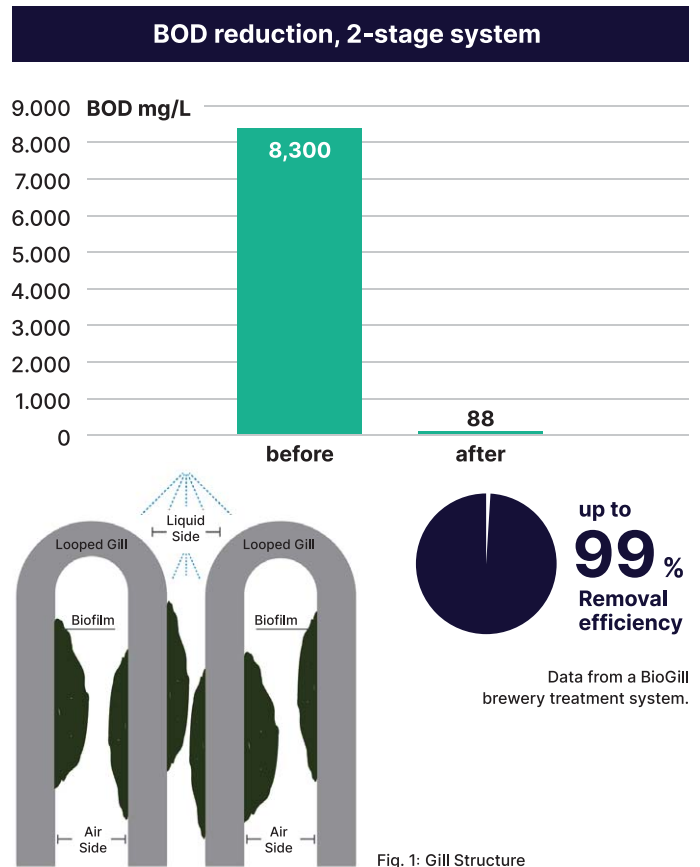 BOD reduction, 2-stage system
9.000 BOD mg/L
8.000
7.000
6.000
5.000
4.000
3.000
2.000
1.000
0
8,300
88
before after
Liquid
Side
Looped Gill Looped Gill
Biofilm Biofilm
Air
Side
Air
Side
up to
99 %
Removal
efficiency
Data from a BioGill
brewery treatment system.
Fig. 1: Gill Structure